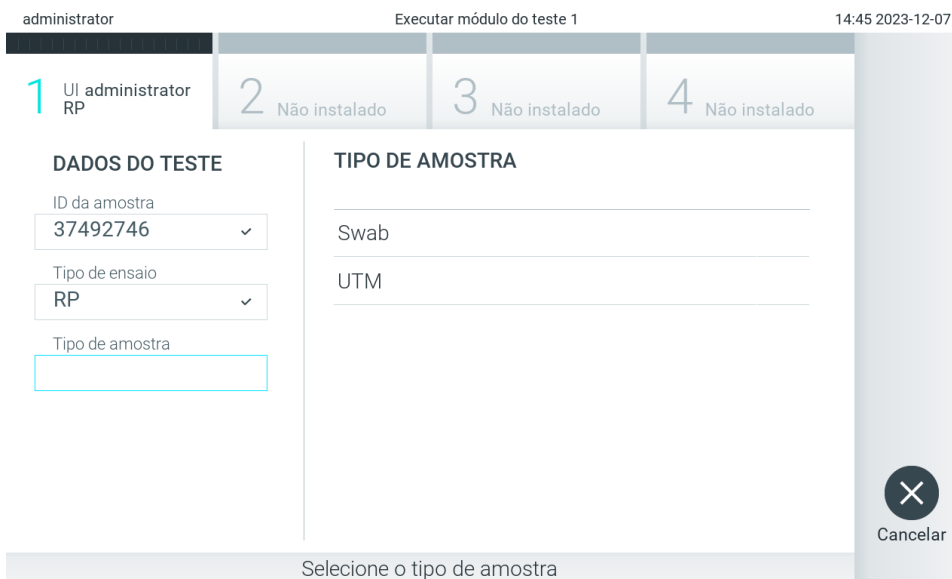 administrator
Executar módulo do teste 1
14:45 2023-12-07
1 UI administrator
RP
2 Não instalado
3 Não instalado
4 Não instalado
DADOS DO TESTE
ID da amostra
37492746
Tipo de ensaio
RP
Tipo de amostra
TIPO DE AMOSTRA
Swab
UTM
Cancelar
Selecione o tipo de amostra